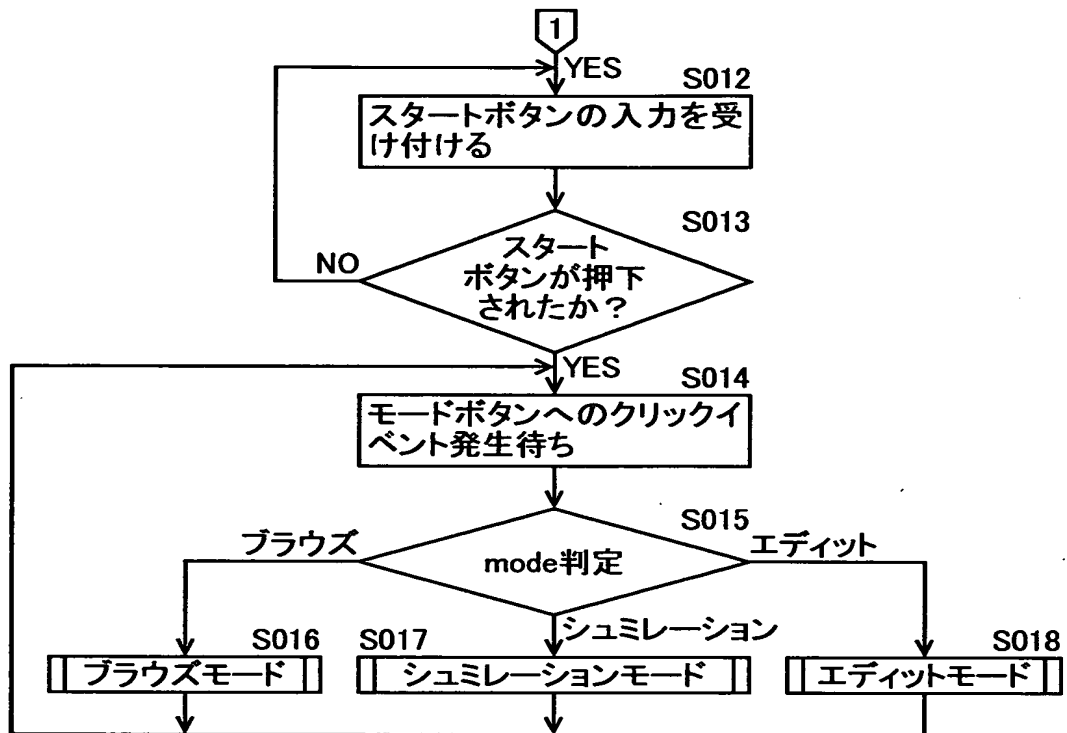 1
YES
S012
スタートボタンの入力を受
け付ける
S013
スタート
ボタンが押下
されたか？
NO
YES
S014
モードボタンへのクリックイ
ベント発生待ち
S015
ブラウズ
mode判定
エディット
シュミレーション
S016
S017
S018
ブラウズモード
シュミレーションモード
エディットモード